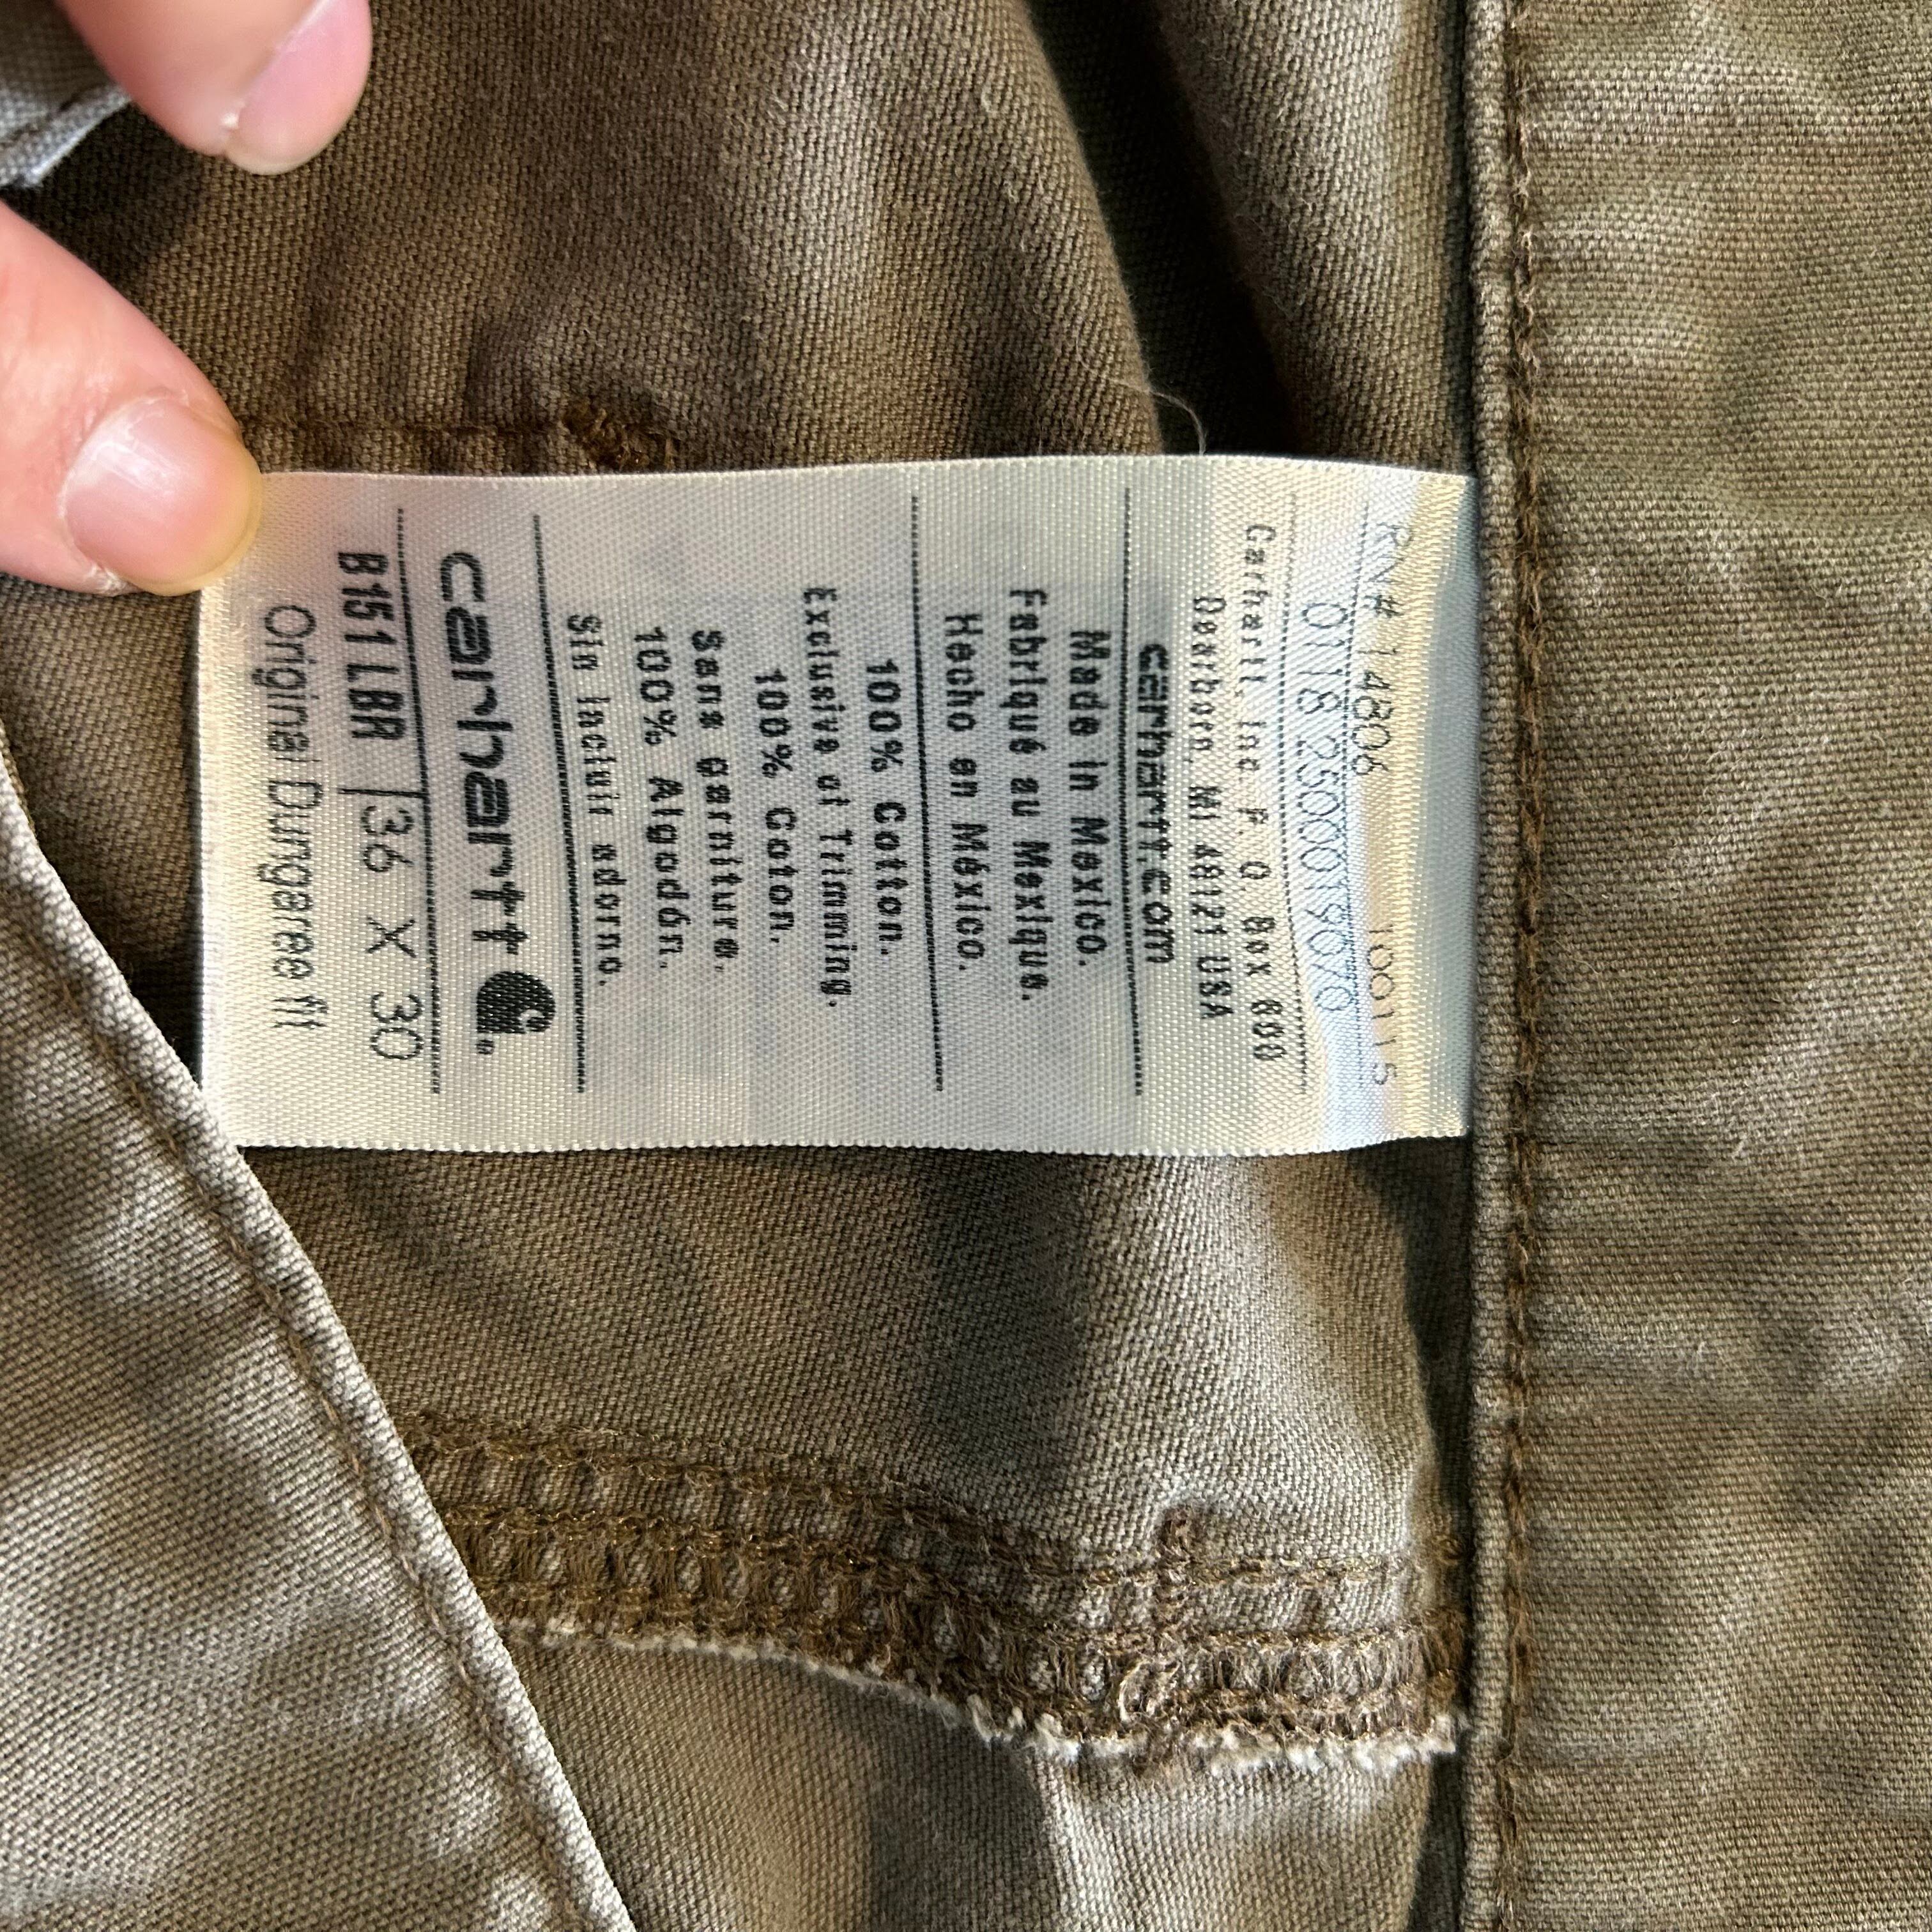 RN# 14806 100115
01182500019070
Carhartt, Inc. P. O. Box 600
Dearborn, MI 48121 USA
carhartt.com
Made in Mexico.
Fabriqué au Mexique.
Hecho en México.
100% Cotton.
Exclusive of Trimming.
100% Coton.
Sans garniture.
100% Algodón.
Sin incluir adorno.
carhartt
B151 LBR 36 X 30
Original Dungaree fit